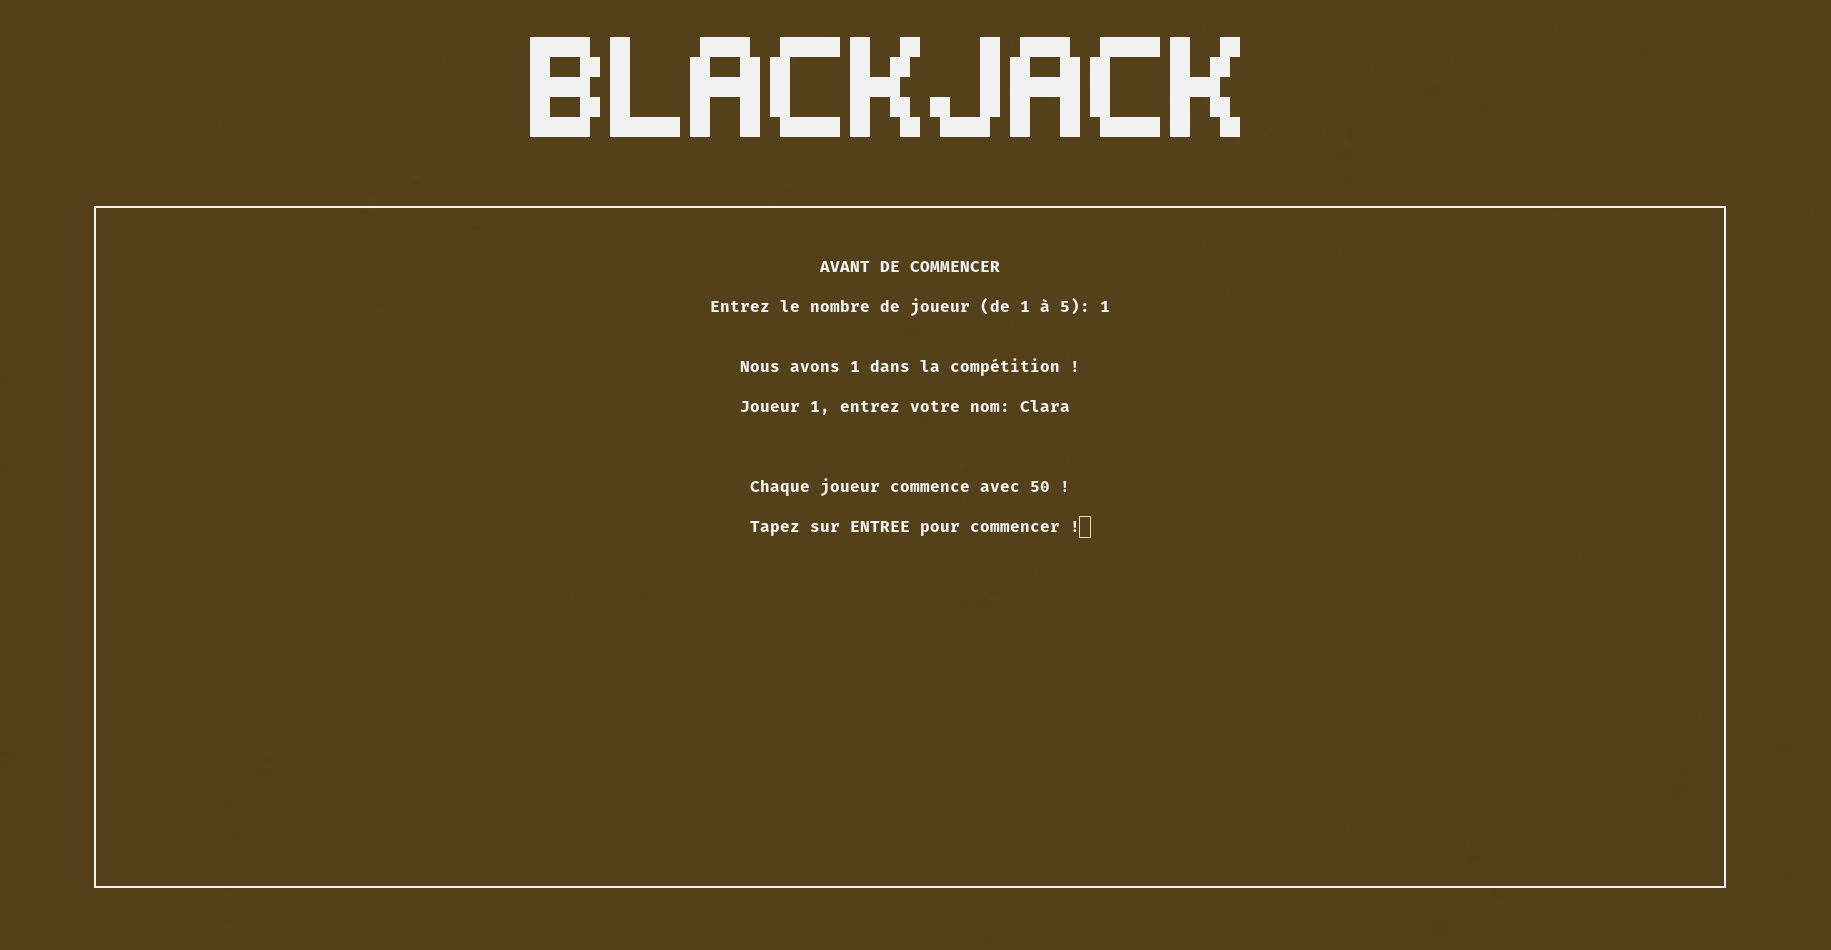 BLACKJACK
AVANT DE COMMENCER
Entrez le nombre de joueur (de 1 à 5): 1
Nous avons 1 dans la compétition !
Joueur 1, entrez votre nom: Clara
Chaque joueur commence avec 50 !
Tapez sur ENTREE pour commencer !